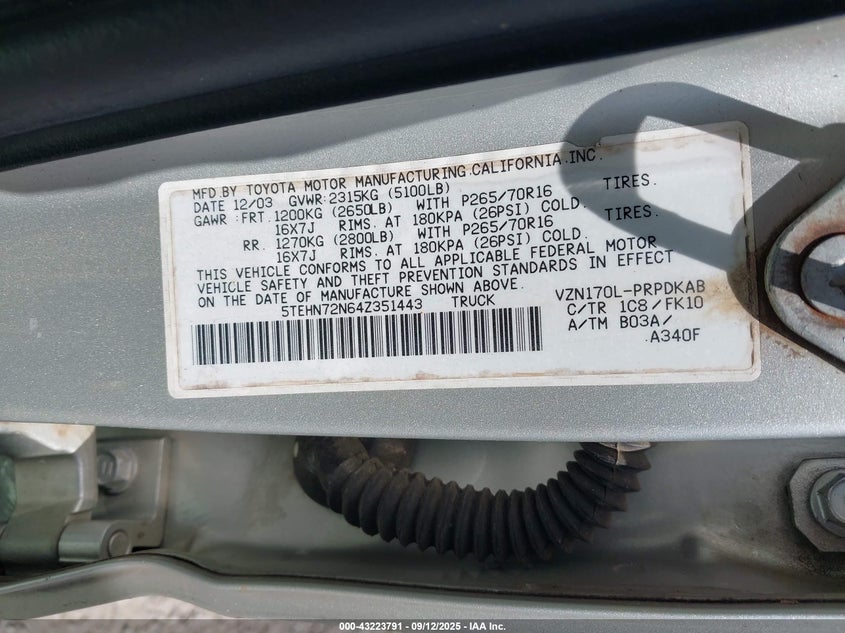 MFD BY TOYOTA MOTOR MANUFACTURING.CALIFORNIA.INC.
DATE 12/03 GVWR:2315KG (5100LB)
GAWR :FRT.1200KG (2650LB) WITH P265/70R16 TIRES.
16X7J RIMS. AT 180KPA (26PSI) COLD.
RR. 1270KG (2800LB) WITH P265/70R16 TIRES.
16X7J RIMS. AT 180KPA (26PSI) COLD.
THIS VEHICLE CONFORMS TO ALL APPLICABLE FEDERAL MOTOR
VEHICLE SAFETY AND THEFT PREVENTION STANDARDS IN EFFECT
ON THE DATE OF MANUFACTURE SHOWN ABOVE.
5TEHN72N64Z351443 TRUCK
VZN170L-PRPDKAB
C/TR 1C8/FK10
A/TM B03A/
A340F
000-43223791 - 09/12/2025 - IAA Inc.